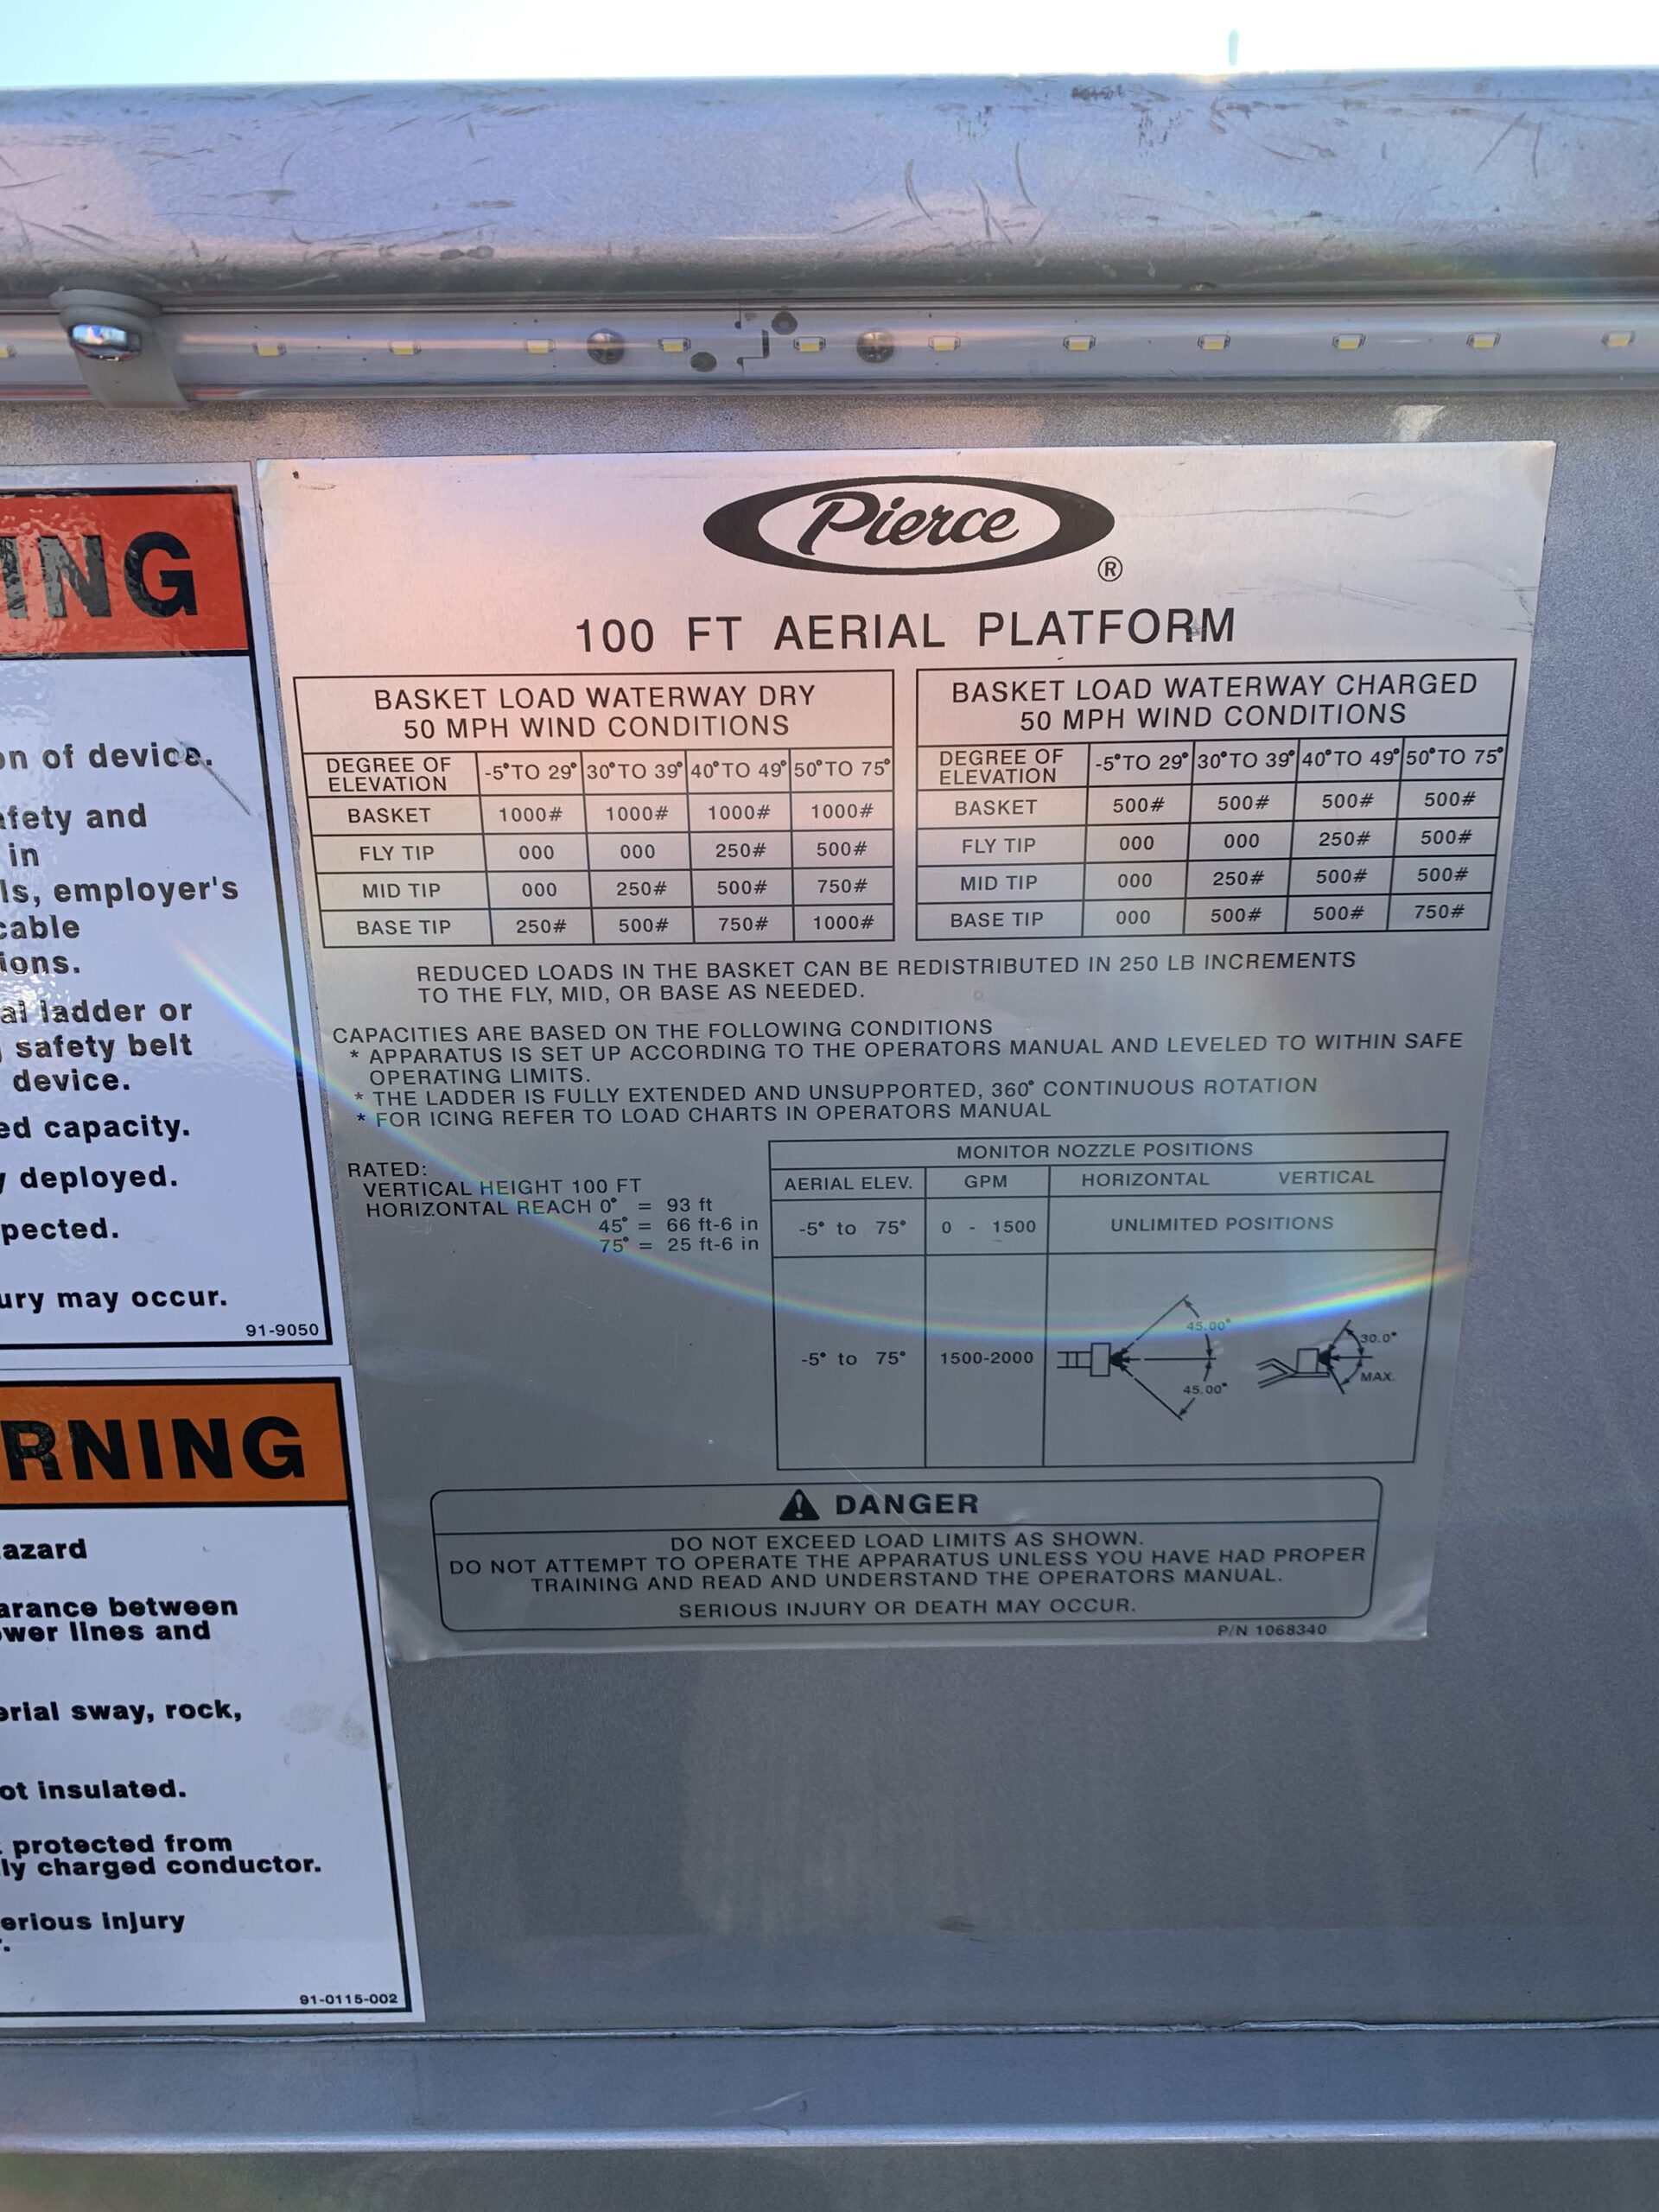 ING
on of device.
afety and
in
ls, employer's
cable
ions.
al ladder or
safety belt
device.
ed capacity.
y deployed.
pected.
ury may occur.
91-9050
RNING
azard
arance between
ower lines and
erial sway, rock,
ot insulated.
protected from
ly charged conductor.
erious injury
r.
91-0115-002
Pierce
®
100 FT AERIAL PLATFORM
BASKET LOAD WATERWAY DRY
50 MPH WIND CONDITIONS
DEGREE OF ELEVATION -5° TO 29° 30° TO 39° 40° TO 49° 50° TO 75°
BASKET 1000# 1000# 1000# 1000#
FLY TIP 000 000 250# 500#
MID TIP 000 250# 500# 750#
BASE TIP 250# 500# 750# 1000#
BASKET LOAD WATERWAY CHARGED
50 MPH WIND CONDITIONS
DEGREE OF ELEVATION -5° TO 29° 30° TO 39° 40° TO 49° 50° TO 75°
BASKET 500# 500# 500# 500#
FLY TIP 000 000 250# 500#
MID TIP 000 250# 500# 500#
BASE TIP 000 500# 500# 750#
REDUCED LOADS IN THE BASKET CAN BE REDISTRIBUTED IN 250 LB INCREMENTS
TO THE FLY, MID, OR BASE AS NEEDED.
CAPACITIES ARE BASED ON THE FOLLOWING CONDITIONS
* APPARATUS IS SET UP ACCORDING TO THE OPERATORS MANUAL AND LEVELED TO WITHIN SAFE
OPERATING LIMITS.
* THE LADDER IS FULLY EXTENDED AND UNSUPPORTED, 360° CONTINUOUS ROTATION
* FOR ICING REFER TO LOAD CHARTS IN OPERATORS MANUAL
RATED:
VERTICAL HEIGHT 100 FT
HORIZONTAL REACH 0° = 93 ft
45° = 66 ft-6 in
75° = 25 ft-6 in
MONITOR NOZZLE POSITIONS
AERIAL ELEV. GPM HORIZONTAL VERTICAL
-5° to 75° 0 - 1500 UNLIMITED POSITIONS
-5° to 75° 1500-2000
45.00°
45.00°
30.0°
MAX.
DANGER
DO NOT EXCEED LOAD LIMITS AS SHOWN.
DO NOT ATTEMPT TO OPERATE THE APPARATUS UNLESS YOU HAVE HAD PROPER
TRAINING AND READ AND UNDERSTAND THE OPERATORS MANUAL.
SERIOUS INJURY OR DEATH MAY OCCUR.
P/N 1068340